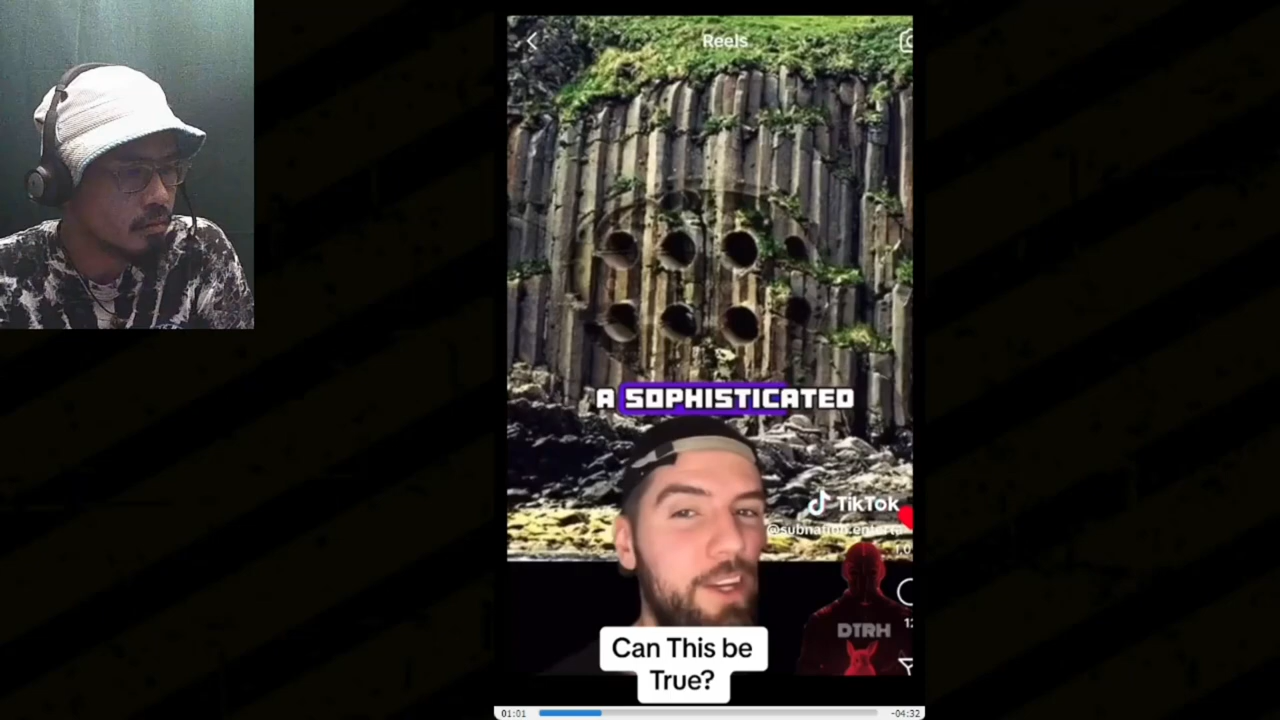 Reels
A SOPHISTICATED
TikTok
DTRH
Can This be
True?
01:01
-04:32